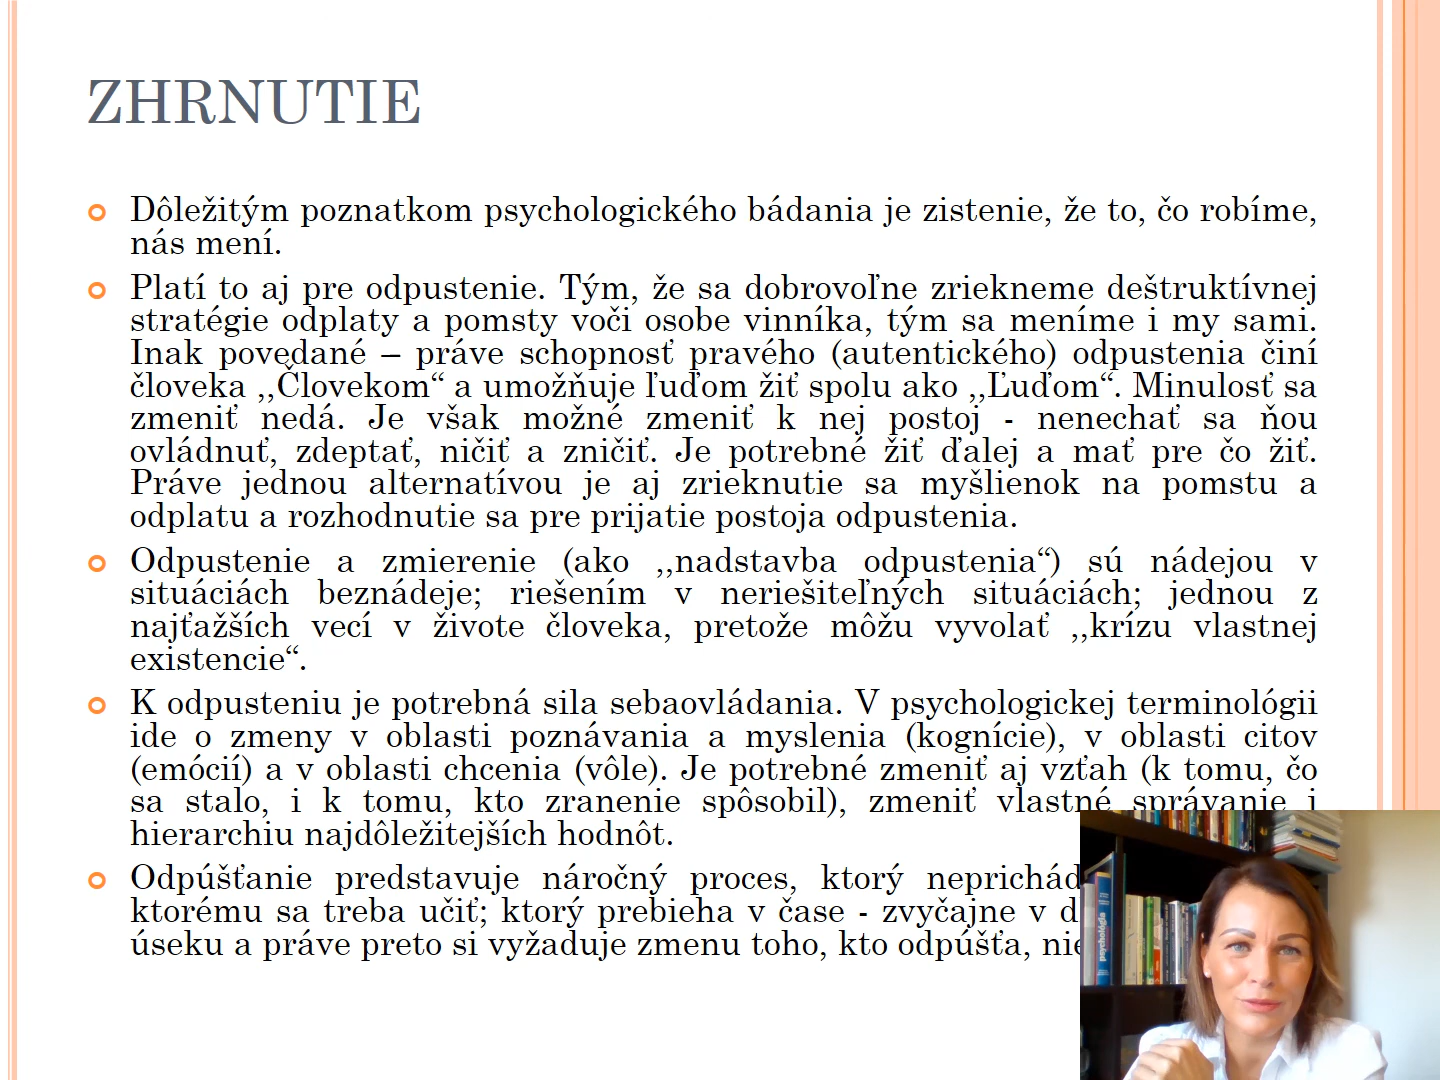 ZHRNUTIE
Dôležitým poznatkom psychologického bádania je zistenie, že to, čo robíme,
nás mení.
Platí to aj pre odpustenie. Tým, že sa dobrovoľne zriekneme deštruktívnej
stratégie odplaty a pomsty voči osobe vinníka, tým sa meníme i my sami.
Inak povedané – práve schopnosť pravého (autentického) odpustenia činí
človeka ,,Človekom“ a umožňuje ľuďom žiť spolu ako ,,Ľuďom“. Minulosť sa
zmeniť nedá. Je však možné zmeniť k nej postoj - nenechať sa ňou
ovládnuť, zdeptať, ničiť a zničiť. Je potrebné žiť ďalej a mať pre čo žiť.
Práve jednou alternatívou je aj zrieknutie sa myšlienok na pomstu a
odplatu a rozhodnutie sa pre prijatie postoja odpustenia.
Odpustenie a zmierenie (ako ,,nadstavba odpustenia“) sú nádejou v
situáciách beznádeje; riešením v neriešiteľných situáciách; jednou z
najťažších vecí v živote človeka, pretože môžu vyvolať ,,krízu vlastnej
existencie“.
K odpusteniu je potrebná sila sebaovládania. V psychologickej terminológii
ide o zmeny v oblasti poznávania a myslenia (kognície), v oblasti citov
(emócií) a v oblasti chcenia (vôle). Je potrebné zmeniť aj vzťah (k tomu, čo
sa stalo, i k tomu, kto zranenie spôsobil), zmeniť vlastné správanie i
hierarchiu najdôležitejších hodnôt.
Odpúšťanie predstavuje náročný proces, ktorý neprichád
ktorému sa treba učiť; ktorý prebieha v čase - zvyčajne v d
úseku a práve preto si vyžaduje zmenu toho, kto odpúšťa, nie
psychológia